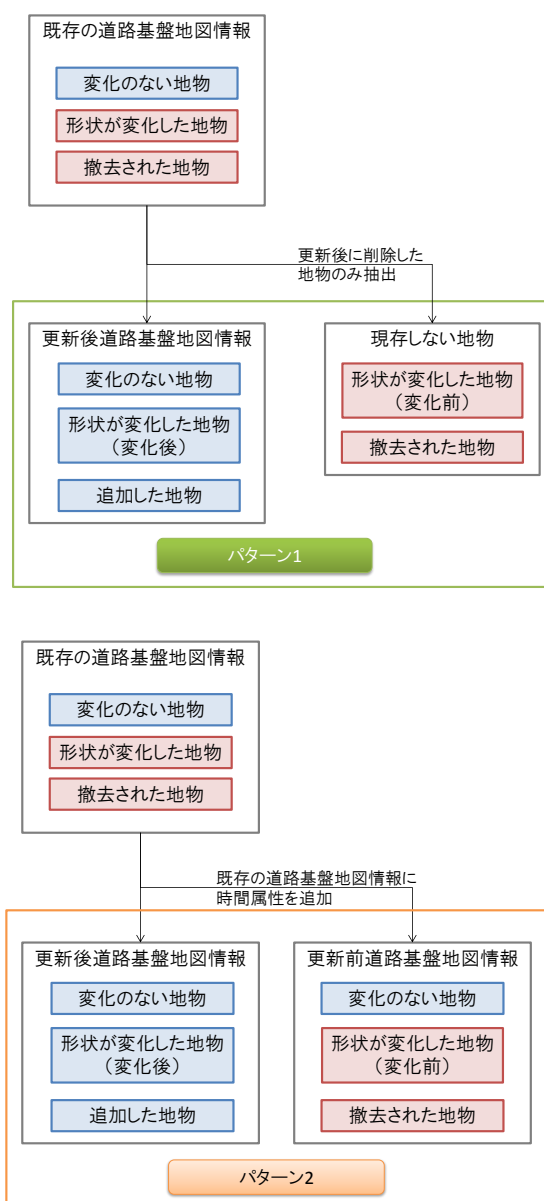 既存の道路基盤地図情報
変化のない地物
形状が変化した地物
撤去された地物
更新後に削除した
地物のみ抽出
更新後道路基盤地図情報
変化のない地物
形状が変化した地物
（変化後）
追加した地物
現存しない地物
形状が変化した地物
（変化前）
撤去された地物
パターン1
既存の道路基盤地図情報
変化のない地物
形状が変化した地物
撤去された地物
既存の道路基盤地図情報に
時間属性を追加
更新後道路基盤地図情報
変化のない地物
形状が変化した地物
（変化後）
追加した地物
更新前道路基盤地図情報
変化のない地物
形状が変化した地物
（変化前）
撤去された地物
パターン2